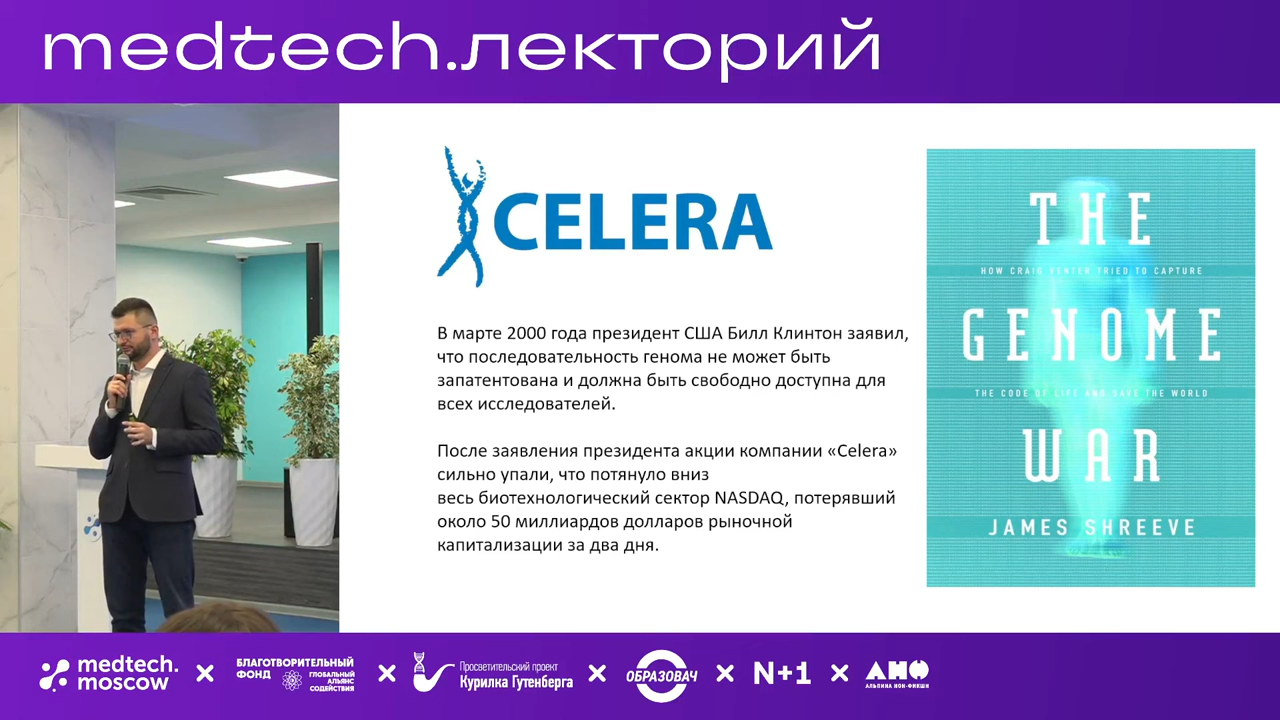 medtech.лекторий
CELERA
В марте 2000 года президент США Билл Клинтон заявил,
что последовательность генома не может быть
запатентована и должна быть свободно доступна для
всех исследователей.
После заявления президента акции компании «Celera»
сильно упали, что потянуло вниз
весь биотехнологический сектор NASDAQ, потерявший
около 50 миллиардов долларов рыночной
капитализации за два дня.
THE
HOW CRAIG VENTER TRIED TO CAPTURE
GENOME
THE CODE OF LIFE AND SAVE THE WORLD
WAR
JAMES SHREEVE
medtech.
moscow
×
БЛАГОТВОРИТЕЛЬНЫЙ
ФОНД
ГЛОБАЛЬНЫЙ
АЛЬЯНС
СОДЕЙСТВИЯ
×
Просветительский проект
Курилка Гутенберга
×
ОБРАЗОВАЧ
×
N+1
×
АНФ
АЛЬПИНА НОН-ФИКШН